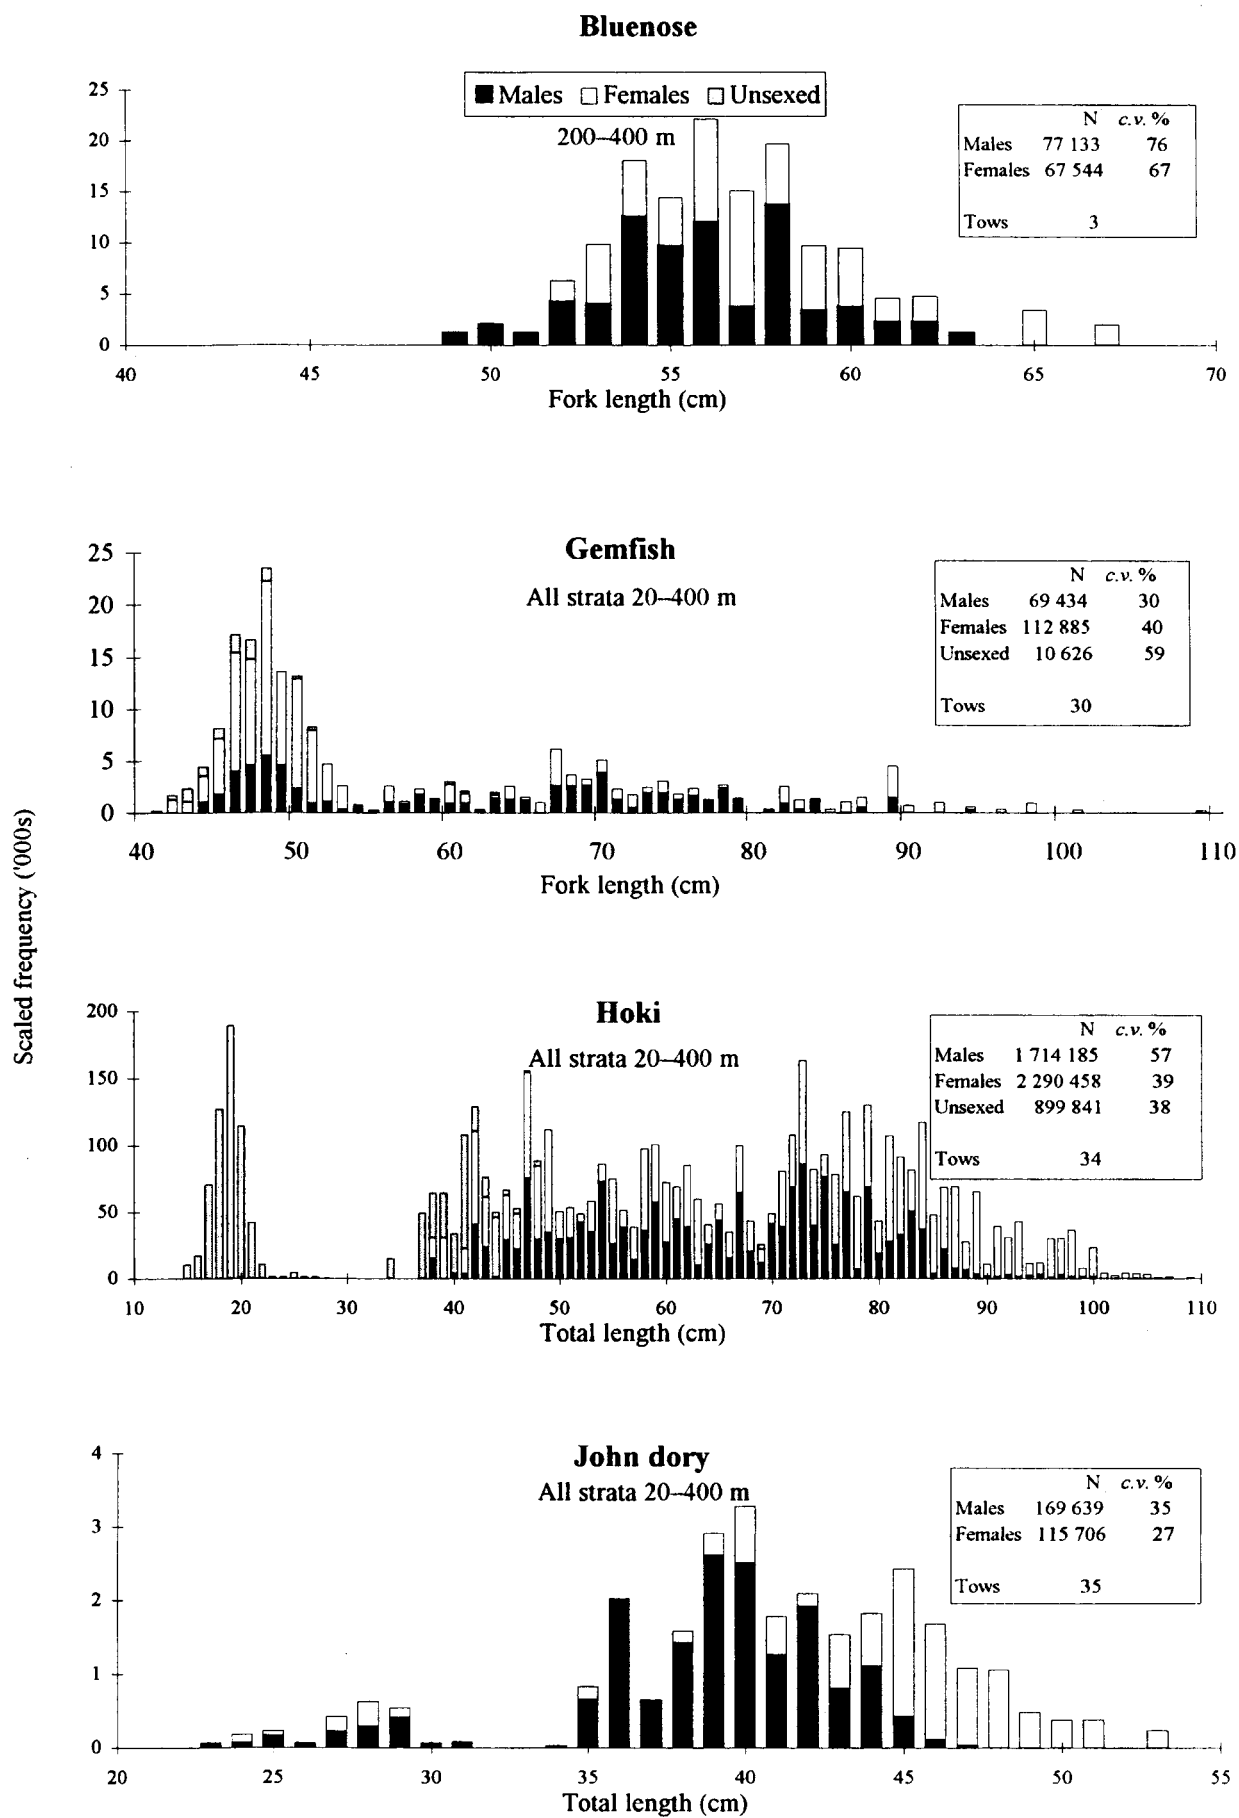 Bluenose
Males Females Unsexed
200–400 m
25
20
15
10
5
0
N c.v. %
Males 77 133 76
Females 67 544 67
Tows 3
40 45 50 55 60 65 70
Fork length (cm)
Scaled frequency ('000s)
Gemfish
All strata 20–400 m
25
20
15
10
5
0
N c.v. %
Males 69 434 30
Females 112 885 40
Unsexed 10 626 59
Tows 30
40 50 60 70 80 90 100 110
Fork length (cm)
Hoki
All strata 20–400 m
200
150
100
50
0
N c.v. %
Males 1 714 185 57
Females 2 290 458 39
Unsexed 899 841 38
Tows 34
10 20 30 40 50 60 70 80 90 100 110
Total length (cm)
John dory
All strata 20–400 m
4
3
2
1
0
N c.v. %
Males 169 639 35
Females 115 706 27
Tows 35
20 25 30 35 40 45 50 55
Total length (cm)